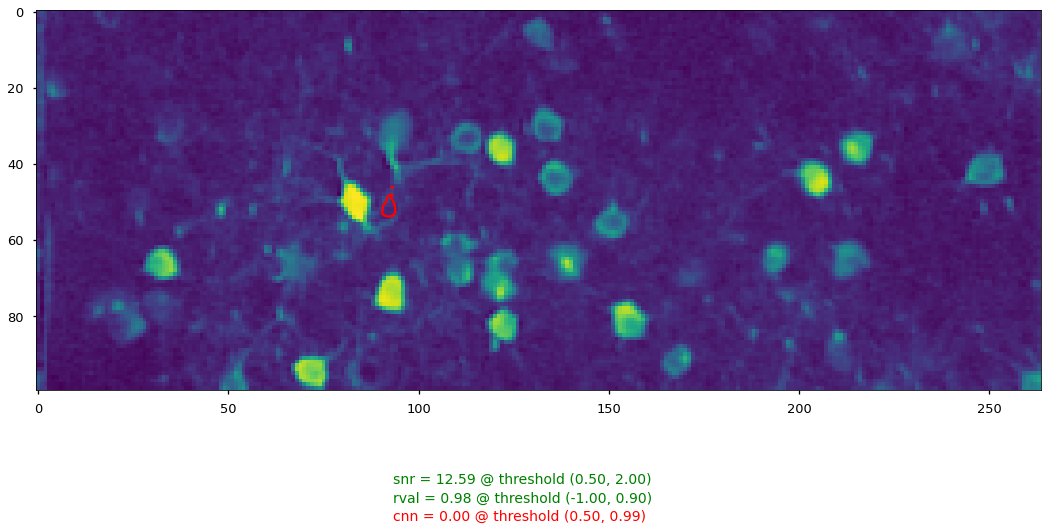 0
20
40
60
80
0 50 100 150 200 250
snr = 12.59 @ threshold (0.50, 2.00)
rval = 0.98 @ threshold (-1.00, 0.90)
cnn = 0.00 @ threshold (0.50, 0.99)